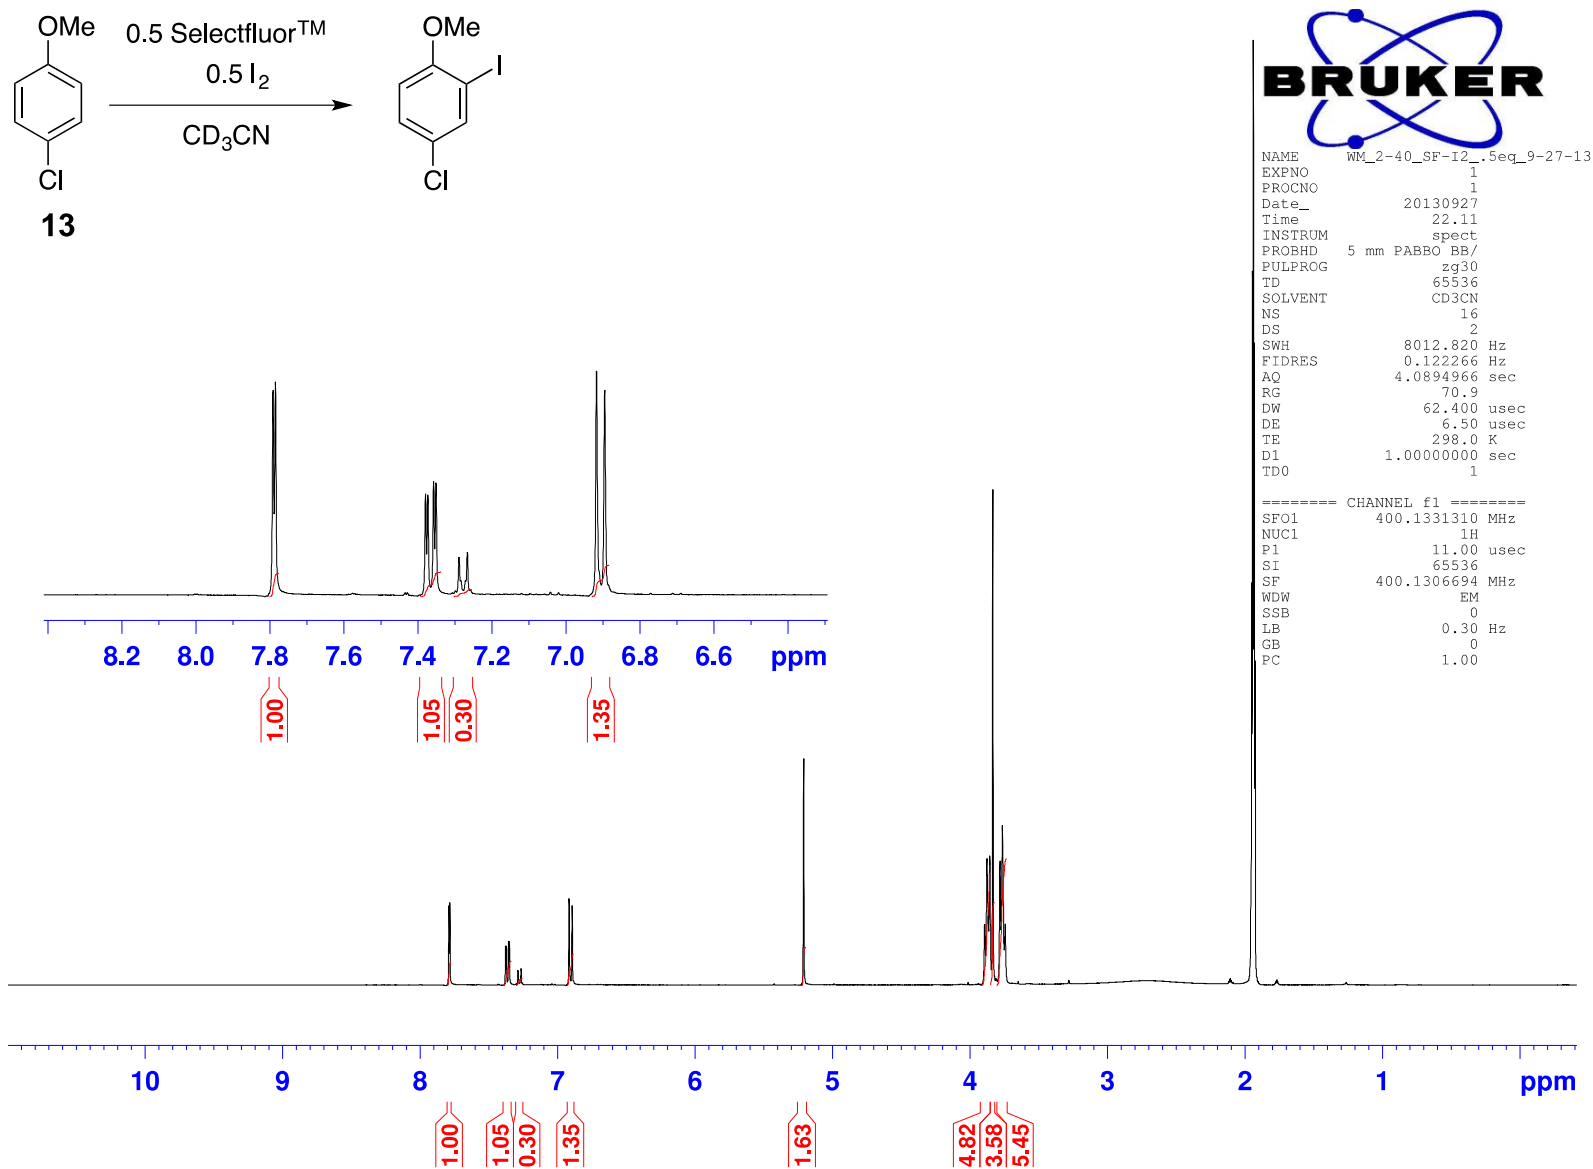 OMe
0.5 Selectfluor™
0.5 I2
CD3CN
Cl
13
OMe
I
Cl
BRUKER
NAME WM_2-40_SF-I2_.5eq_9-27-13
EXPNO 1
PROCNO 1
Date_ 20130927
Time 22.11
INSTRUM spect
PROBHD 5 mm PABBO BB/
PULPROG zg30
TD 65536
SOLVENT CD3CN
NS 16
DS 2
SWH 8012.820 Hz
FIDRES 0.122266 Hz
AQ 4.0894966 sec
RG 70.9
DW 62.400 usec
DE 6.50 usec
TE 298.0 K
D1 1.00000000 sec
TD0 1
======== CHANNEL f1 ========
SFO1 400.1331310 MHz
NUC1 1H
P1 11.00 usec
SI 65536
SF 400.1306694 MHz
WDW EM
SSB 0
LB 0.30 Hz
GB 0
PC 1.00
8.2 8.0 7.8 7.6 7.4 7.2 7.0 6.8 6.6 ppm
1.00 1.05 0.30 1.35
10 9 8 7 6 5 4 3 2 1 ppm
1.00 1.05 0.30 1.35 1.63 4.82 3.58 5.45